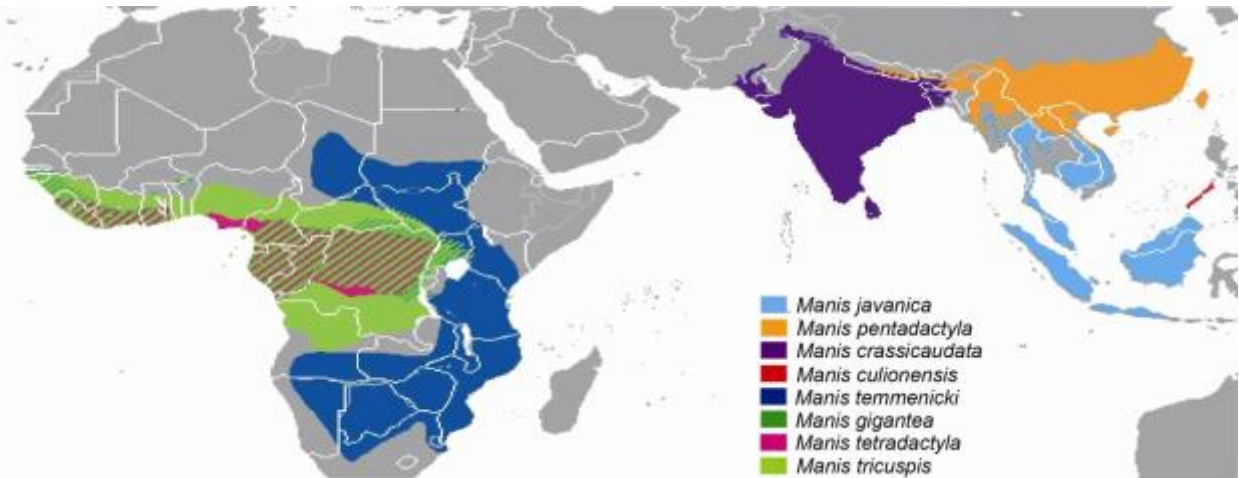 Manis javanica
Manis pentadactyla
Manis crassicaudata
Manis culionensis
Manis temmenicki
Manis gigantea
Manis tetradactyla
Manis tricuspis